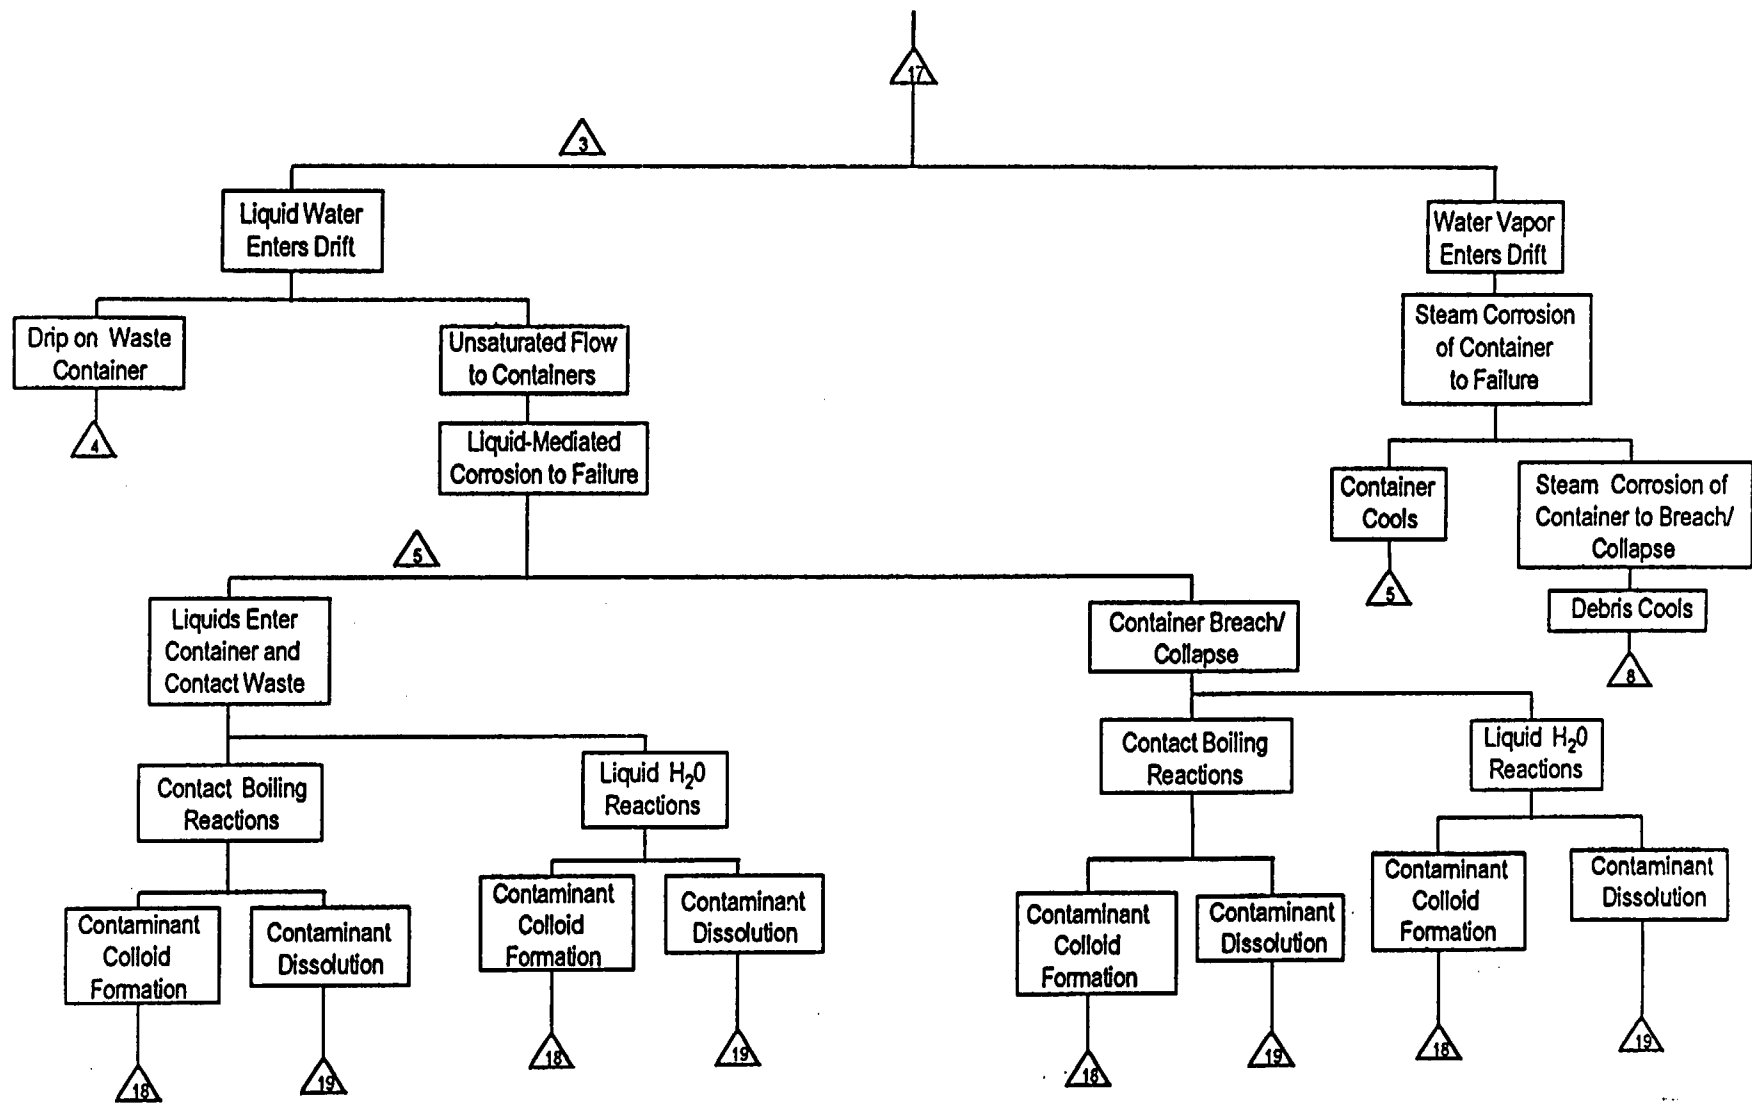 17
3
Liquid Water
Enters Drift
Water Vapor
Enters Drift
Drip on Waste
Container
Unsaturated Flow
to Containers
Steam Corrosion
of Container
to Failure
4
Liquid-Mediated
Corrosion to Failure
Container
Cools
Steam Corrosion of
Container to Breach/
Collapse
5
5
Debris Cools
8
Liquids Enter
Container and
Contact Waste
Container Breach/
Collapse
Contact Boiling
Reactions
Liquid H₂0
Reactions
Contact Boiling
Reactions
Liquid H₂0
Reactions
Contaminant
Colloid
Formation
Contaminant
Dissolution
Contaminant
Colloid
Formation
Contaminant
Dissolution
Contaminant
Colloid
Formation
Contaminant
Dissolution
Contaminant
Colloid
Formation
Contaminant
Dissolution
18
19
18
19
18
19
18
19